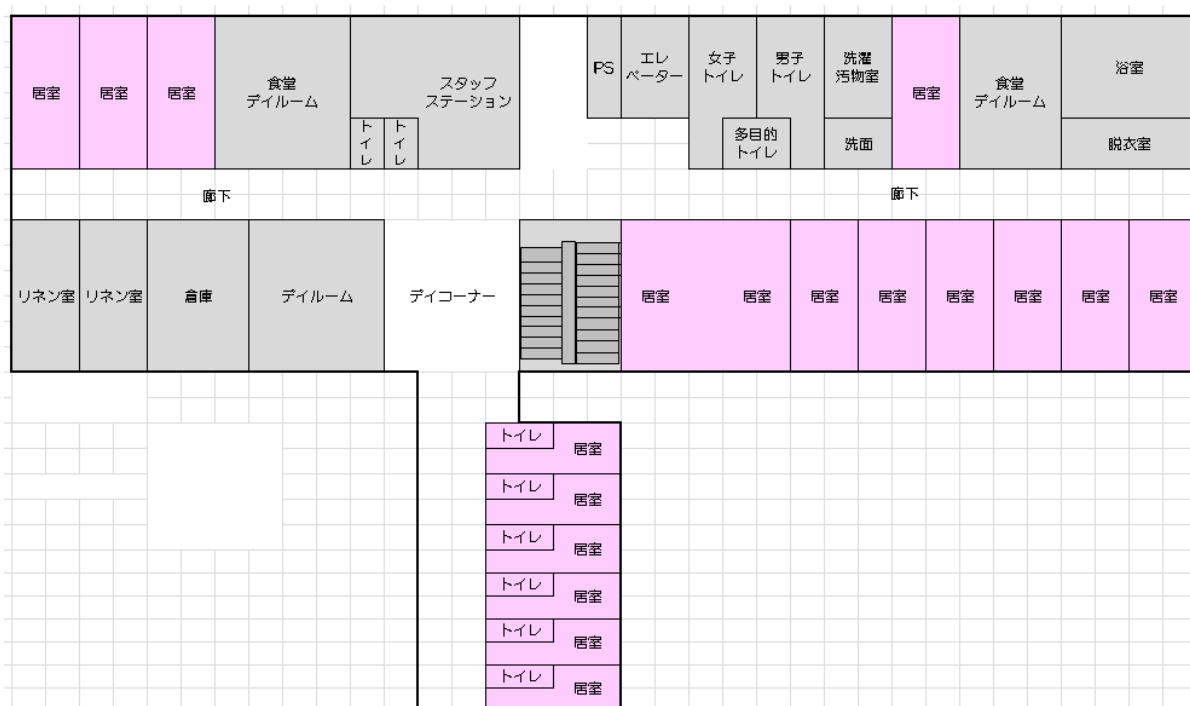 居室
居室
居室
食堂
デイルーム
スタッフ
ステーション
トイレ
トイレ
PS
エレ
ベーター
女子
トイレ
男子
トイレ
多目的
トイレ
洗濯
汚物室
洗面
居室
食堂
デイルーム
浴室
脱衣室
廊下
廊下
リネン室
リネン室
倉庫
デイルーム
デイコーナー
居室
居室
居室
居室
居室
居室
居室
居室
トイレ
居室
トイレ
居室
トイレ
居室
トイレ
居室
トイレ
居室
トイレ
居室